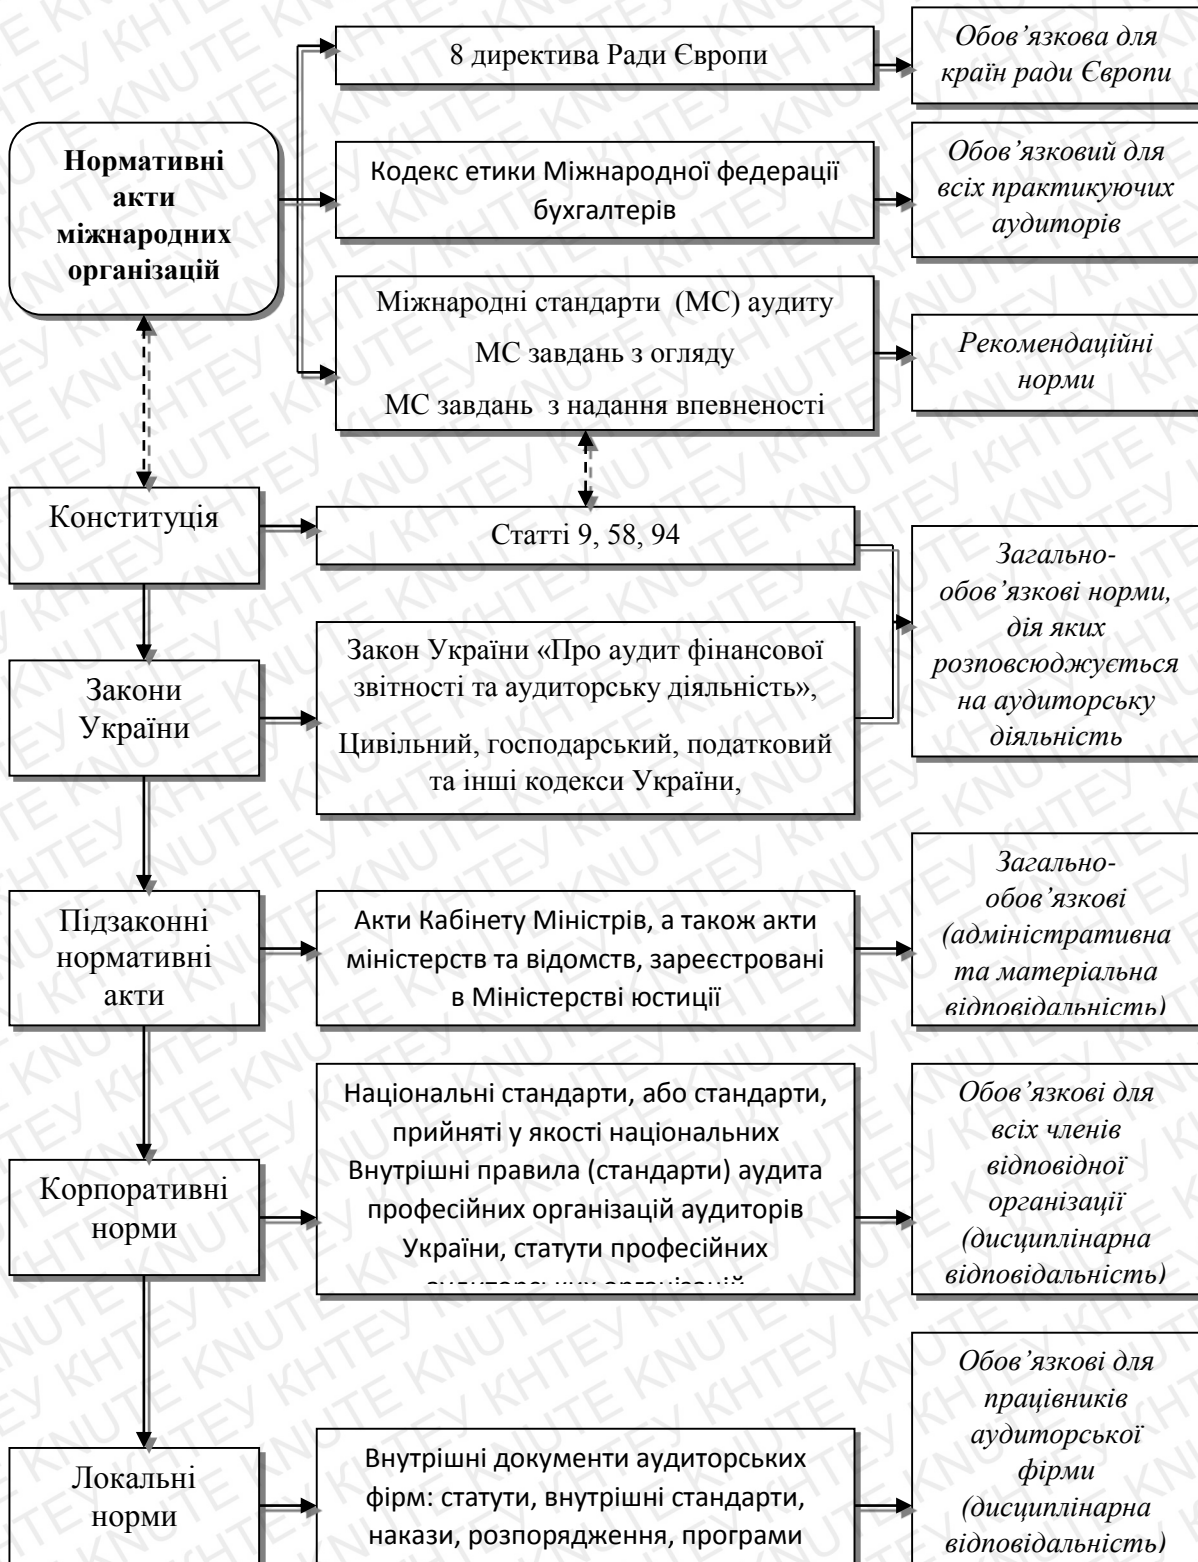 8 директива Ради Європи
Обов’язкова для
країн ради Європи
Нормативні
акти
міжнародних
організацій
Кодекс етики Міжнародної федерації
бухгалтерів
Обов’язковий для
всіх практикуючих
аудиторів
Міжнародні стандарти (МС) аудиту
МС завдань з огляду
МС завдань з надання впевненості
Рекомендаційні
норми
Конституція
Статті 9, 58, 94
Загально-
обов’язкові норми,
дія яких
розповсюджується
на аудиторську
діяльність
Закони
України
Закон України «Про аудит фінансової
звітності та аудиторську діяльність»,
Цивільний, господарський, податковий
та інші кодекси України,
Підзаконні
нормативні
акти
Акти Кабінету Міністрів, а також акти
міністерств та відомств, зареєстровані
в Міністерстві юстиції
Загально-
обов’язкові
(адміністративна
та матеріальна
відповідальність)
Корпоративні
норми
Національні стандарти, або стандарти,
прийняті у якості національних
Внутрішні правила (стандарти) аудита
професійних організацій аудиторів
України, статути професійних
аудиторських організацій
Обов’язкові для
всіх членів
відповідної
організації
(дисциплінарна
відповідальність)
Локальні
норми
Внутрішні документи аудиторських
фірм: статути, внутрішні стандарти,
накази, розпорядження, програми
Обов’язкові для
працівників
аудиторської
фірми
(дисциплінарна
відповідальність)